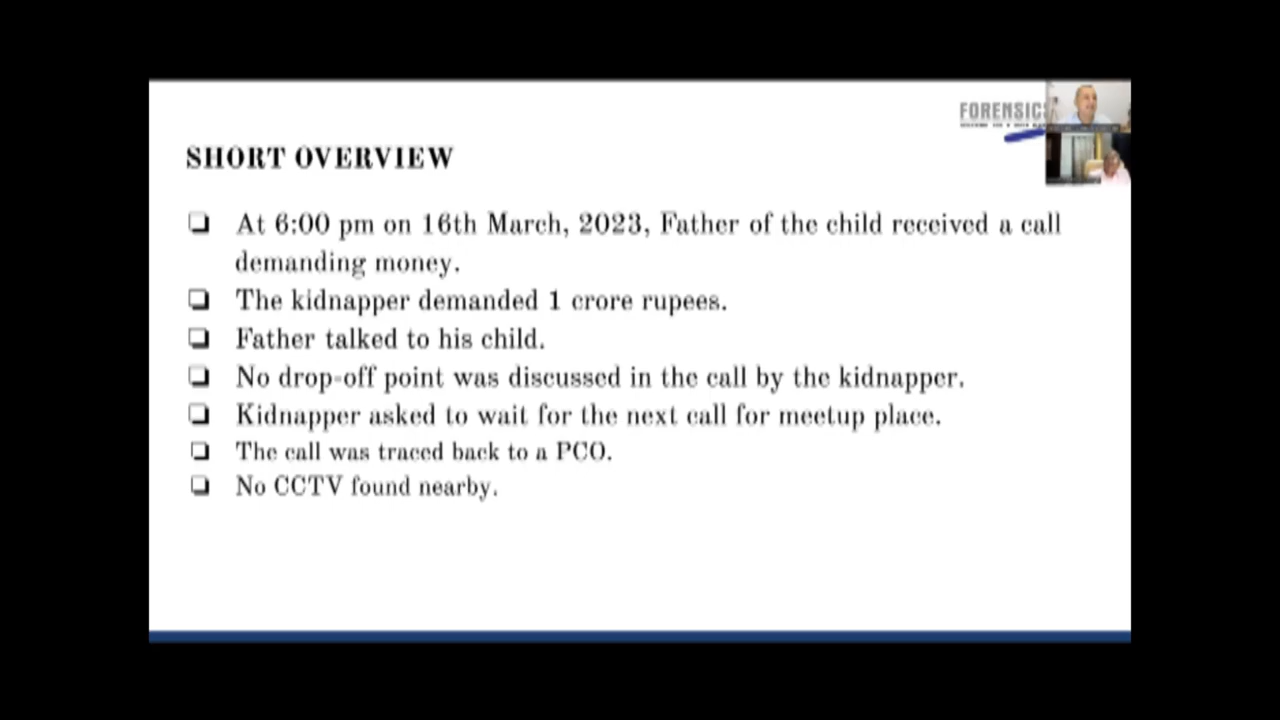 FORENSIC
SHORT OVERVIEW
❏ At 6:00 pm on 16th March, 2023, Father of the child received a call
demanding money.
❏ The kidnapper demanded 1 crore rupees.
❏ Father talked to his child.
❏ No drop-off point was discussed in the call by the kidnapper.
❏ Kidnapper asked to wait for the next call for meetup place.
❏ The call was traced back to a PCO.
❏ No CCTV found nearby.